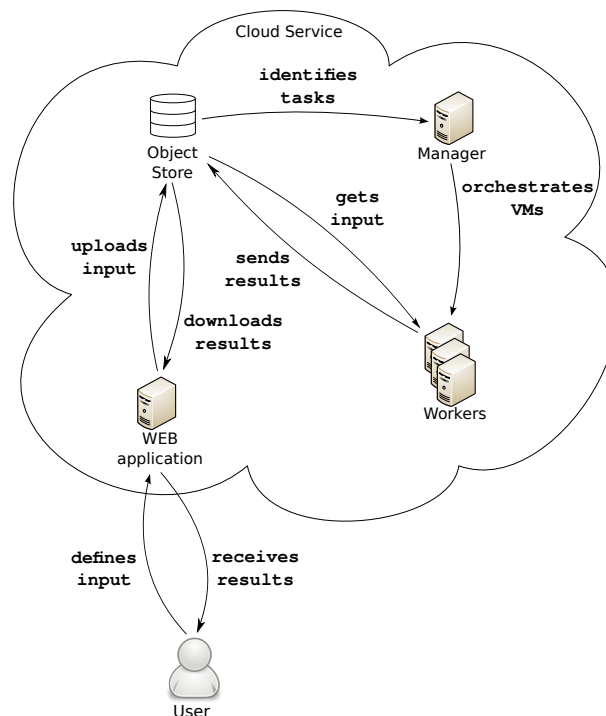 Cloud Service
identifies
tasks
Object
Store
Manager
orchestrates
VMs
gets
input
uploads
input
sends
results
downloads
results
Workers
WEB
application
defines
input
receives
results
User